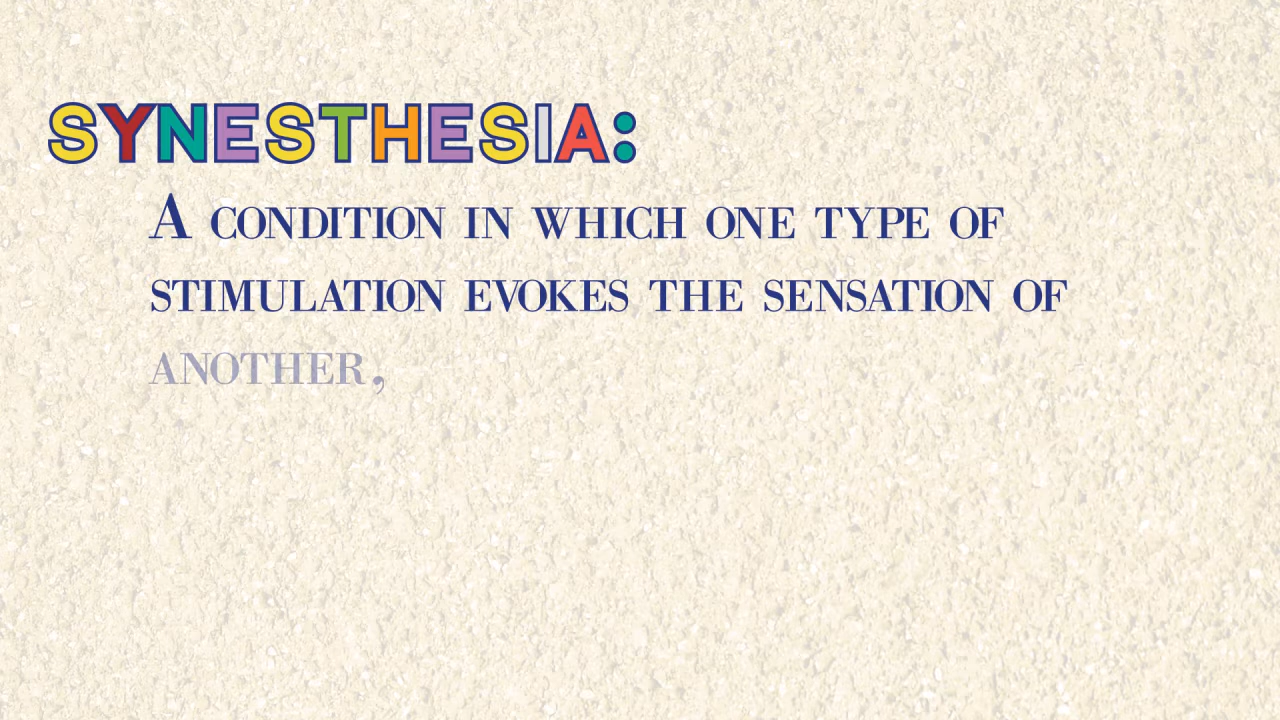 SYNESTHESIA:
A CONDITION IN WHICH ONE TYPE OF
STIMULATION EVOKES THE SENSATION OF
ANOTHER,